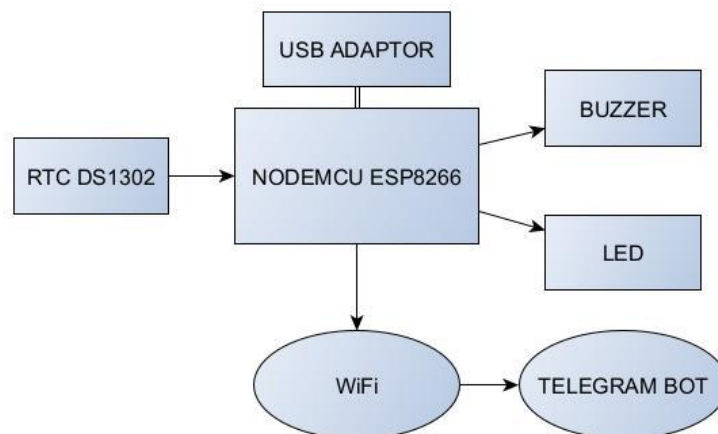 USB ADAPTOR
BUZZER
RTC DS1302
NODEMCU ESP8266
LED
WiFi
TELEGRAM BOT